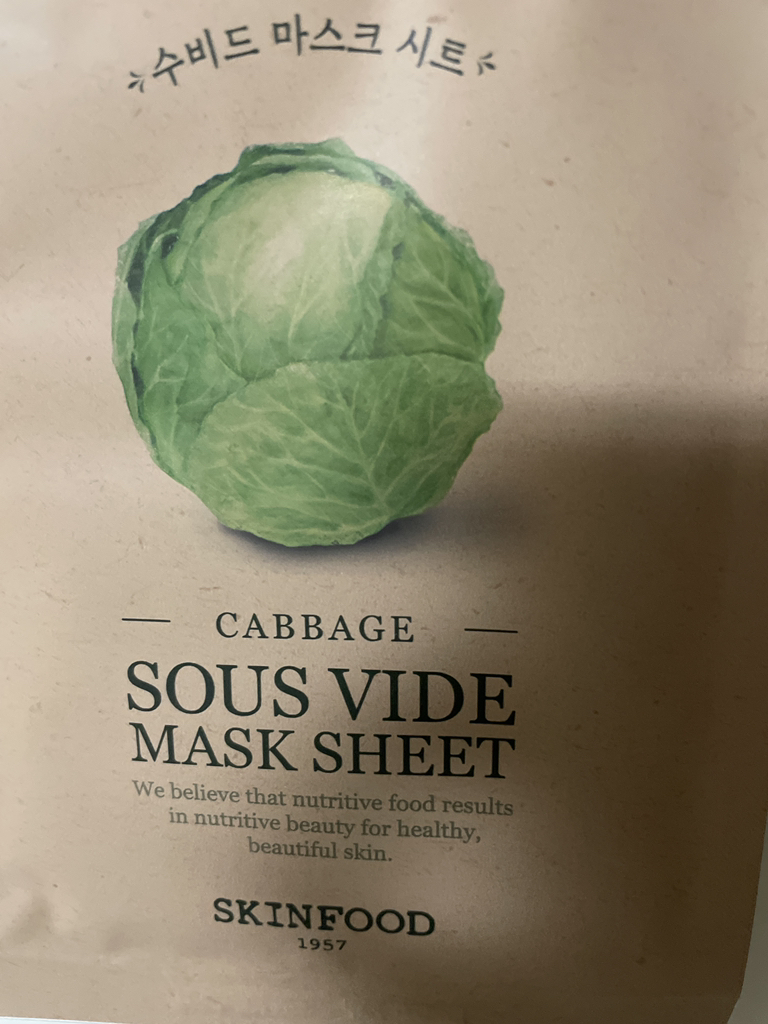 수비드 마스크 시트
CABBAGE
SOUS VIDE
MASK SHEET
We believe that nutritive food results
in nutritive beauty for healthy,
beautiful skin.
SKINFOOD
1957